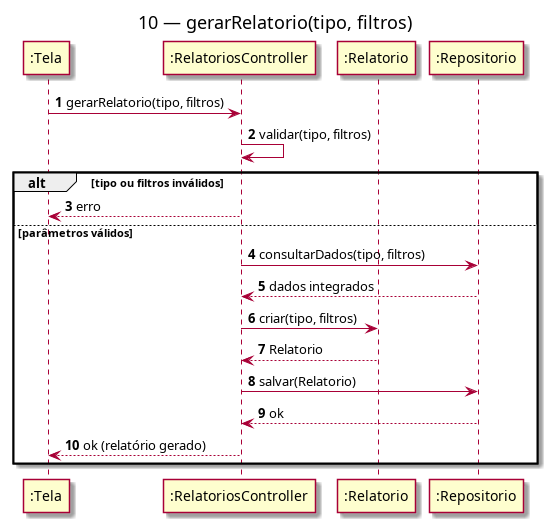 10 — gerarRelatorio(tipo, filtros)
:Tela :RelatoriosController :Relatorio :Repositorio
1 gerarRelatorio(tipo, filtros)
2 validar(tipo, filtros)
alt [tipo ou filtros inválidos]
3 erro
[parâmetros válidos]
4 consultarDados(tipo, filtros)
5 dados integrados
6 criar(tipo, filtros)
7 Relatorio
8 salvar(Relatorio)
9 ok
10 ok (relatório gerado)
:Tela :RelatoriosController :Relatorio :Repositorio